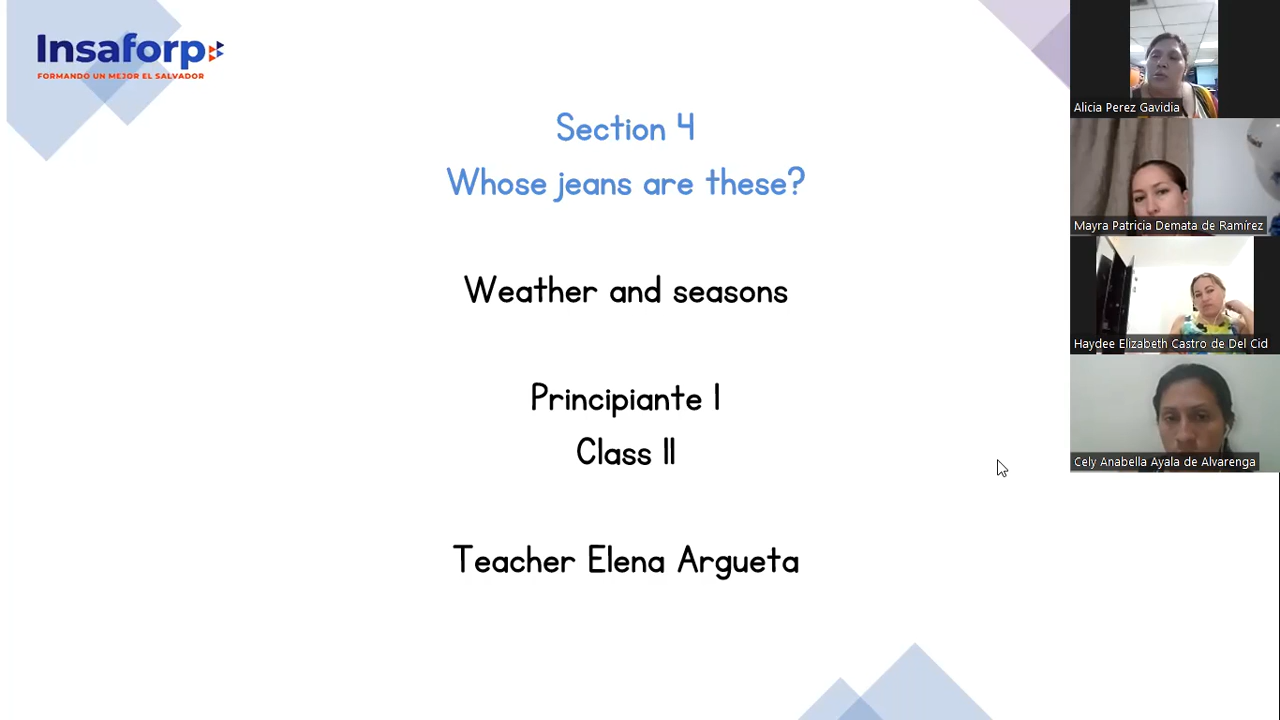 Insaforp
FORMANDO UN MEJOR EL SALVADOR
Section 4
Whose jeans are these?
Weather and seasons
Principiante I
Class II
Teacher Elena Argueta
Alicia Perez Gavidia
Mayra Patricia Demata de Ramírez
Haydee Elizabeth Castro de Del Cid
Cely Anabella Ayala de Alvarenga